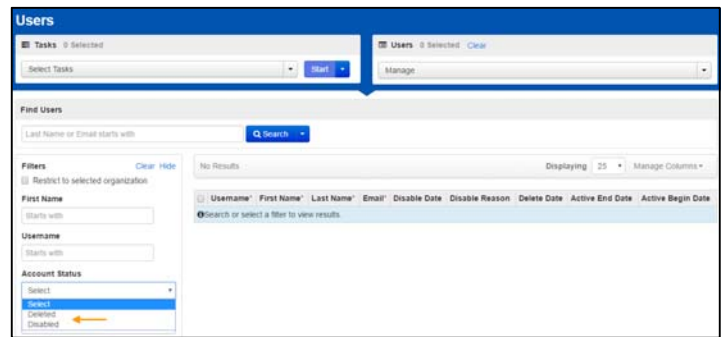 Users
Tasks 0 Selected
Users 0 Selected Clear
Select Tasks
Start
Manage
Find Users
Last Name or Email starts with
Search
Filters Clear Hide
No Results
Displaying 25 Manage Columns
Restrict to selected organization
First Name
Starts with
Username* First Name* Last Name* Email* Disable Date Disable Reason Delete Date Active End Date Active Begin Date
Search or select a filter to view results.
Username
Starts with
Account Status
Select
Select
Deleted
Disabled